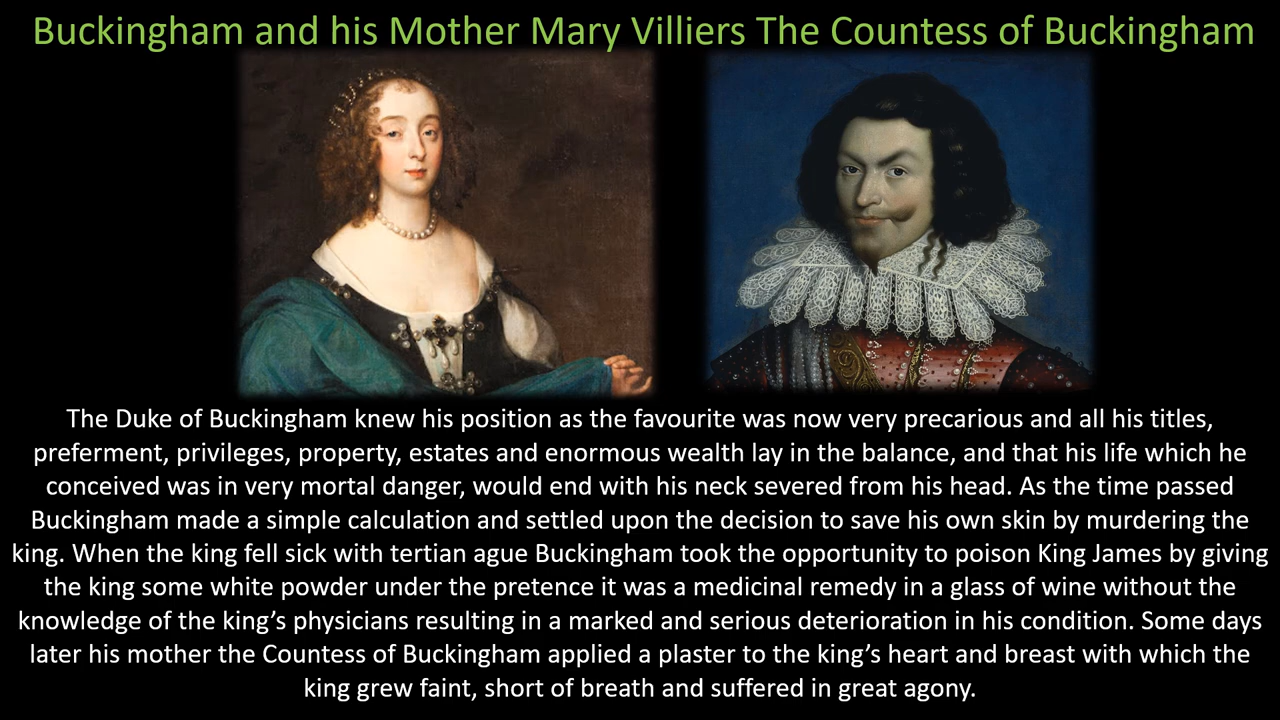 Buckingham and his Mother Mary Villiers The Countess of Buckingham
The Duke of Buckingham knew his position as the favourite was now very precarious and all his titles,
preferment, privileges, property, estates and enormous wealth lay in the balance, and that his life which he
conceived was in very mortal danger, would end with his neck severed from his head. As the time passed
Buckingham made a simple calculation and settled upon the decision to save his own skin by murdering the
king. When the king fell sick with tertian ague Buckingham took the opportunity to poison King James by giving
the king some white powder under the pretence it was a medicinal remedy in a glass of wine without the
knowledge of the king’s physicians resulting in a marked and serious deterioration in his condition. Some days
later his mother the Countess of Buckingham applied a plaster to the king’s heart and breast with which the
king grew faint, short of breath and suffered in great agony.